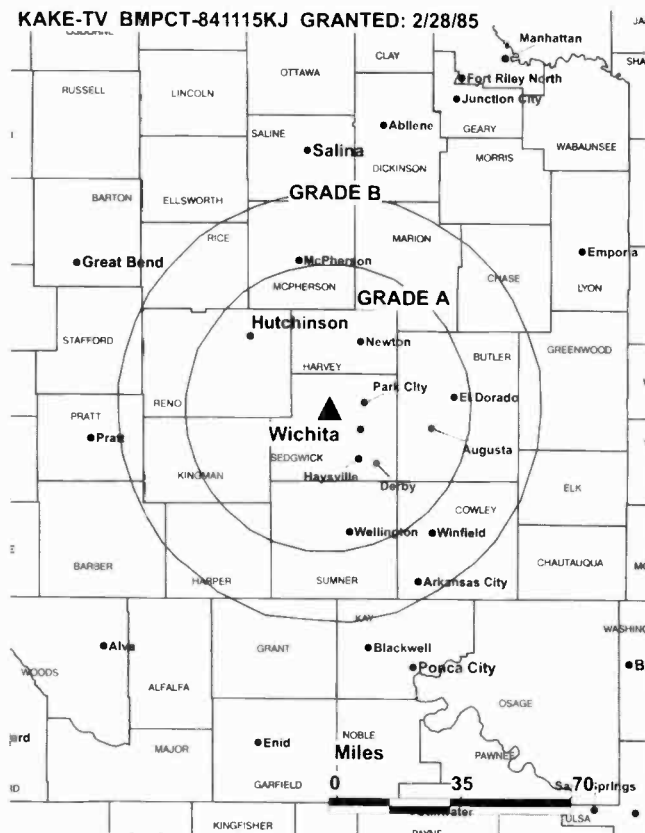 KAKE-TV BMPCT-841115KJ GRANTED: 2/28/85
Manhattan
CLAY
OTTAWA
Fort Riley North
RUSSELL
LINCOLN
Junction City
Abilene
SALINE
GEARY
Salina
WABAUNSEE
MORRIS
DICKINSON
GRADE B
BARTON
ELLSWORTH
RICE
MARION
Great Bend
McPherson
Emporia
CHASE
MCPHERSON
LYON
GRADE A
Hutchinson
STAFFORD
Newton
GREENWOOD
BUTLER
HARVEY
Park City
RENO
El Dorado
PRATT
Wichita
Pratt
Augusta
SEDGWICK
KINGMAN
Haysville
Derby
ELK
COWLEY
Wellington
Winfield
CHAUTAUQUA
BARBER
HARPER
SUMNER
Arkansas City
KAY
WASHING
Alva
GRANT
Blackwell
Ponca City
B
WOODS
ALFALFA
OSAGE
ard
Enid
NOBLE
MAJOR
Miles
PAWNEE
GARFIELD
0 35 70
TULSA
KINGFISHER